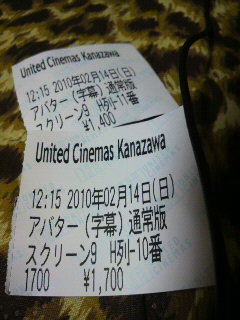 United Cinemas Kanazawa
12:15 2010年02月14日(日)
アバター (字幕) 通常版
スクリーン9 H列-11番
¥1,400
United Cinemas Kanazawa
12:15 2010年02月14日(日)
アバター (字幕) 通常版
スクリーン9 H列-10番
1700 ¥1,700